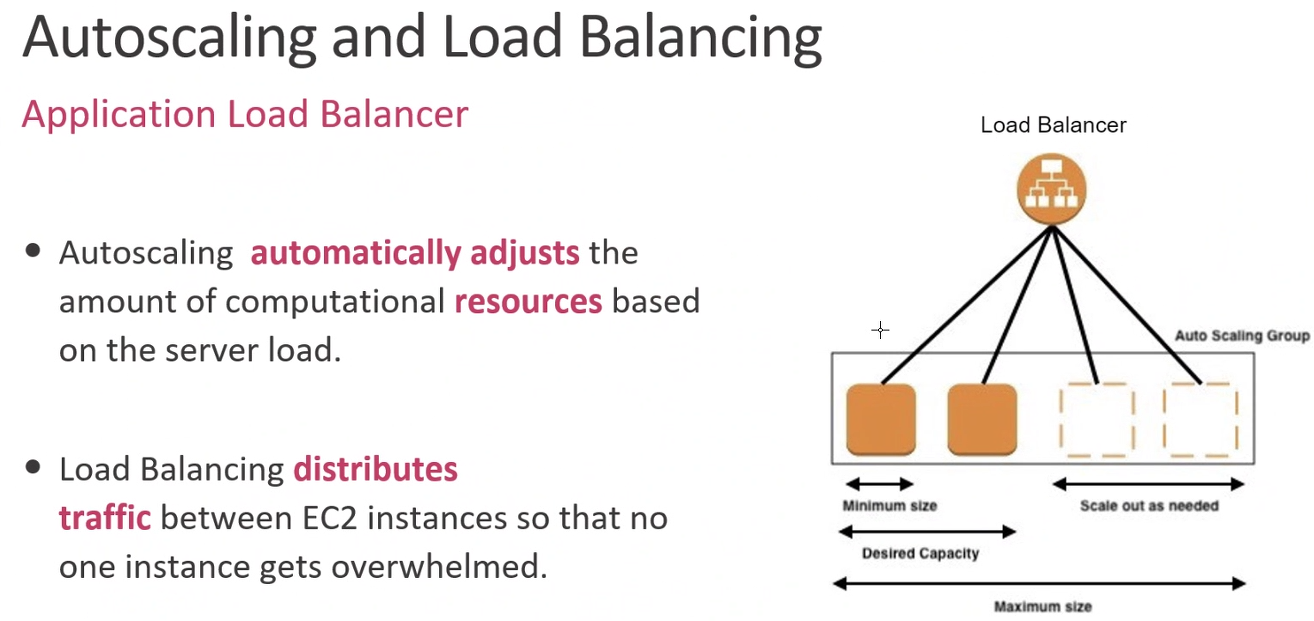 Autoscaling and Load Balancing
Application Load Balancer
• Autoscaling automatically adjusts the
amount of computational resources based
on the server load.
• Load Balancing distributes
traffic between EC2 instances so that no
one instance gets overwhelmed.
Load Balancer
Auto Scaling Group
Minimum size
Scale out as needed
Desired Capacity
Maximum size